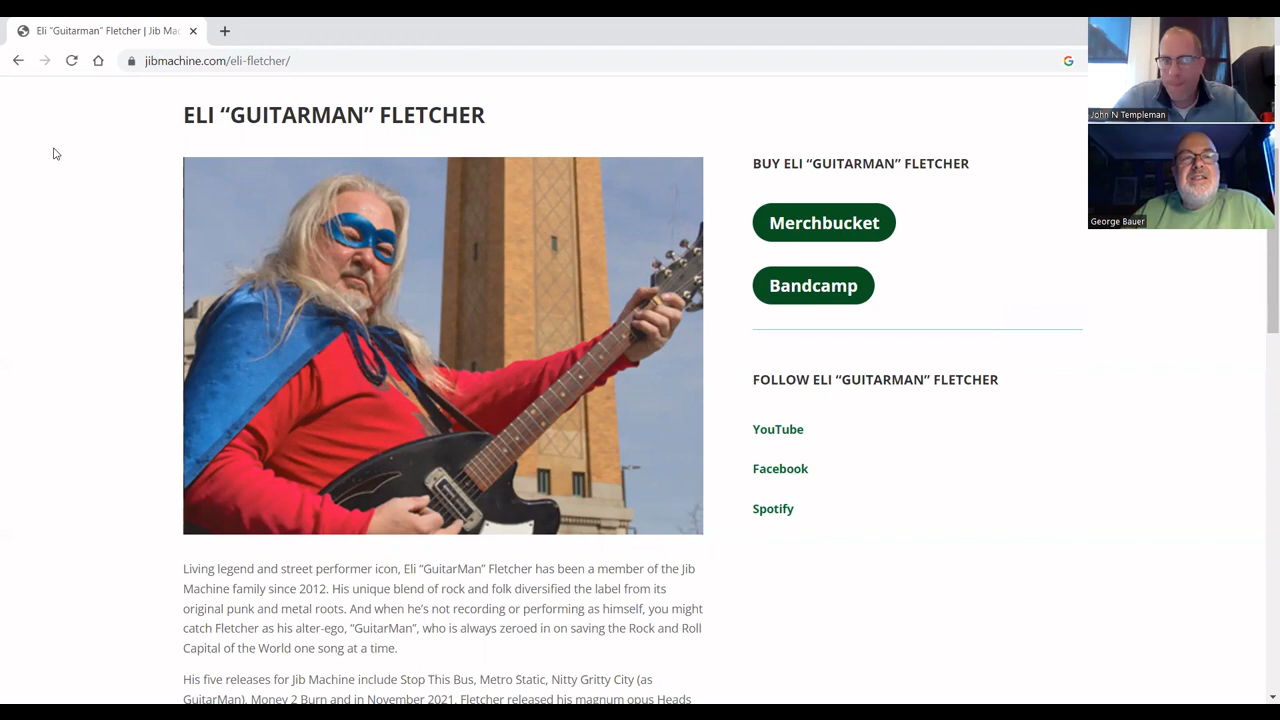 Eli “Guitarman” Fletcher | Jib Mac
jibmachine.com/eli-fletcher/
John N Templeman
George Bauer
ELI “GUITARMAN” FLETCHER
Living legend and street performer icon, Eli “GuitarMan” Fletcher has been a member of the Jib
Machine family since 2012. His unique blend of rock and folk diversified the label from its
original punk and metal roots. And when he’s not recording or performing as himself, you might
catch Fletcher as his alter-ego, “GuitarMan”, who is always zeroed in on saving the Rock and Roll
Capital of the World one song at a time.
His five releases for Jib Machine include Stop This Bus, Metro Static, Nitty Gritty City (as
GuitarMan), Money 2 Burn and in November 2021, Fletcher released his magnum opus Heads
BUY ELI “GUITARMAN” FLETCHER
Merchbucket
Bandcamp
FOLLOW ELI “GUITARMAN” FLETCHER
YouTube
Facebook
Spotify